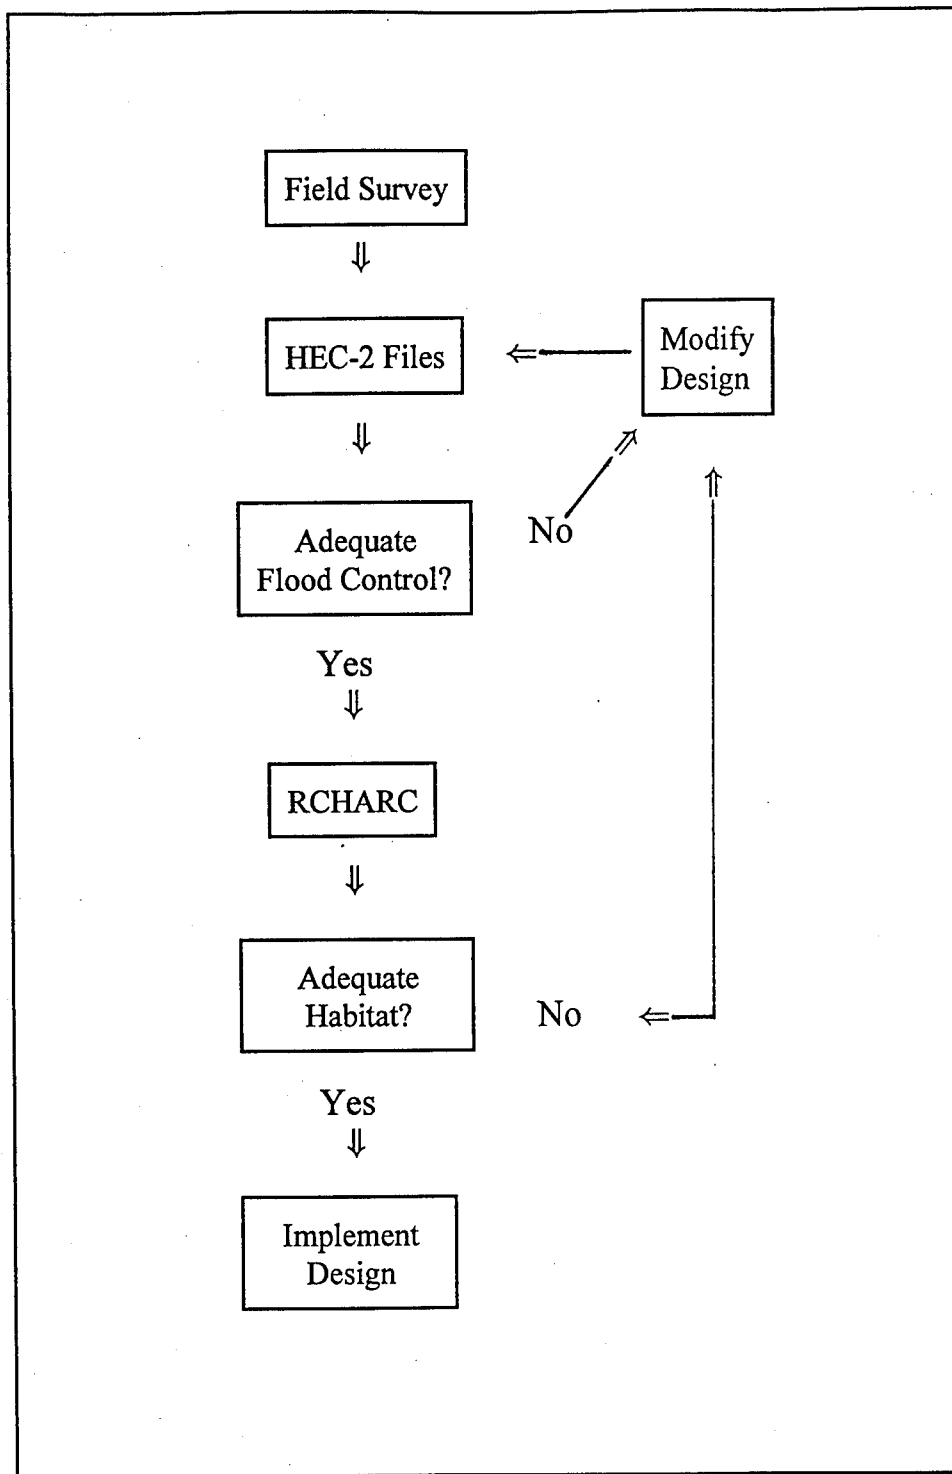 Field Survey
HEC-2 Files
Modify
Design
Adequate
Flood Control?
No
Yes
RCHARC
Adequate
Habitat?
No
Yes
Implement
Design